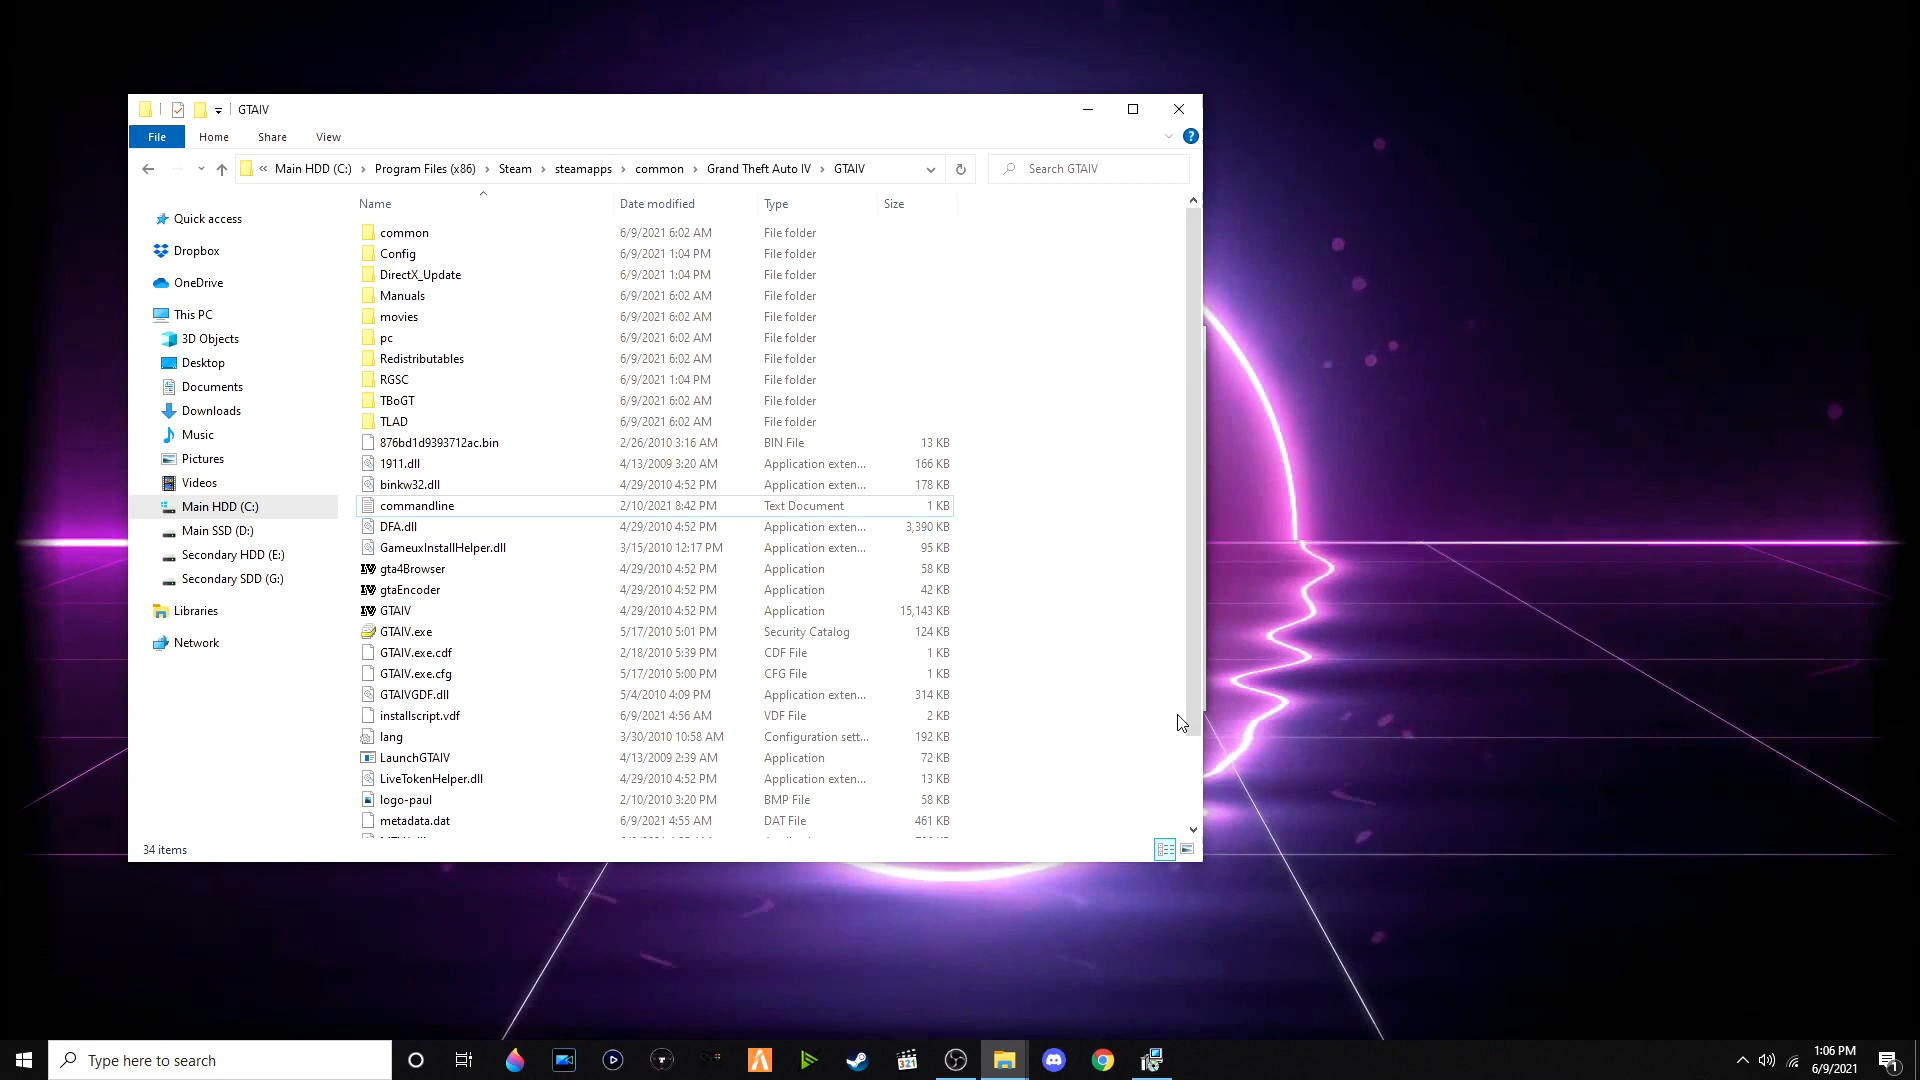 GTAIV
File Home Share View
« Main HDD (C:) › Program Files (x86) › Steam › steamapps › common › Grand Theft Auto IV › GTAIV
Search GTAIV
Name Date modified Type Size
Quick access
Dropbox
OneDrive
This PC
3D Objects
Desktop
Documents
Downloads
Music
Pictures
Videos
Main HDD (C:)
Main SSD (D:)
Secondary HDD (E:)
Secondary SDD (G:)
Libraries
Network
common 6/9/2021 6:02 AM File folder
Config 6/9/2021 1:04 PM File folder
DirectX_Update 6/9/2021 1:04 PM File folder
Manuals 6/9/2021 6:02 AM File folder
movies 6/9/2021 6:02 AM File folder
pc 6/9/2021 6:02 AM File folder
Redistributables 6/9/2021 6:02 AM File folder
RGSC 6/9/2021 1:04 PM File folder
TBoGT 6/9/2021 6:02 AM File folder
TLAD 6/9/2021 6:02 AM File folder
876bd1d9393712ac.bin 2/26/2010 3:16 AM BIN File 13 KB
1911.dll 4/13/2009 3:20 AM Application exten... 166 KB
binkw32.dll 4/29/2010 4:52 PM Application exten... 178 KB
commandline 2/10/2021 8:42 PM Text Document 1 KB
DFA.dll 4/29/2010 4:52 PM Application exten... 3,390 KB
GameuxInstallHelper.dll 3/15/2010 12:17 PM Application exten... 95 KB
gta4Browser 4/29/2010 4:52 PM Application 58 KB
gtaEncoder 4/29/2010 4:52 PM Application 42 KB
GTAIV 4/29/2010 4:52 PM Application 15,143 KB
GTAIV.exe 5/17/2010 5:01 PM Security Catalog 124 KB
GTAIV.exe.cdf 2/18/2010 5:39 PM CDF File 1 KB
GTAIV.exe.cfg 5/17/2010 5:00 PM CFG File 1 KB
GTAIVGDF.dll 5/4/2010 4:09 PM Application exten... 314 KB
installscript.vdf 6/9/2021 4:56 AM VDF File 2 KB
lang 3/30/2010 10:58 AM Configuration sett... 192 KB
LaunchGTAIV 4/13/2009 2:39 AM Application 72 KB
LiveTokenHelper.dll 4/29/2010 4:52 PM Application exten... 13 KB
logo-paul 2/10/2010 3:20 PM BMP File 58 KB
metadata.dat 6/9/2021 4:55 AM DAT File 461 KB
34 items
Type here to search
1:06 PM
6/9/2021
1